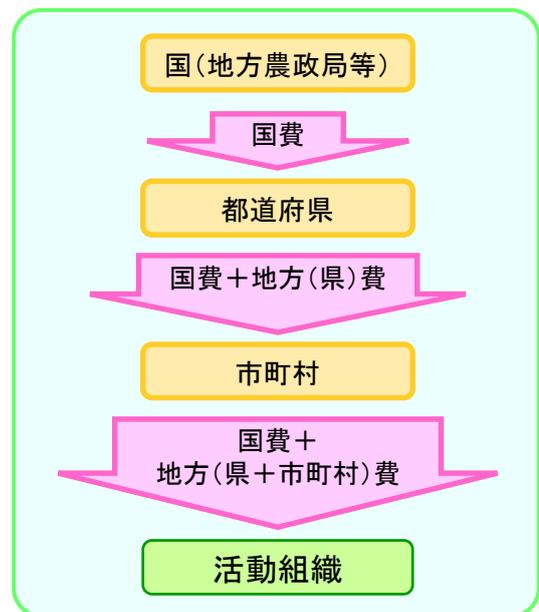 国（地方農政局等）
国費
都道府県
国費＋地方（県）費
市町村
国費＋
地方（県＋市町村）費
活動組織